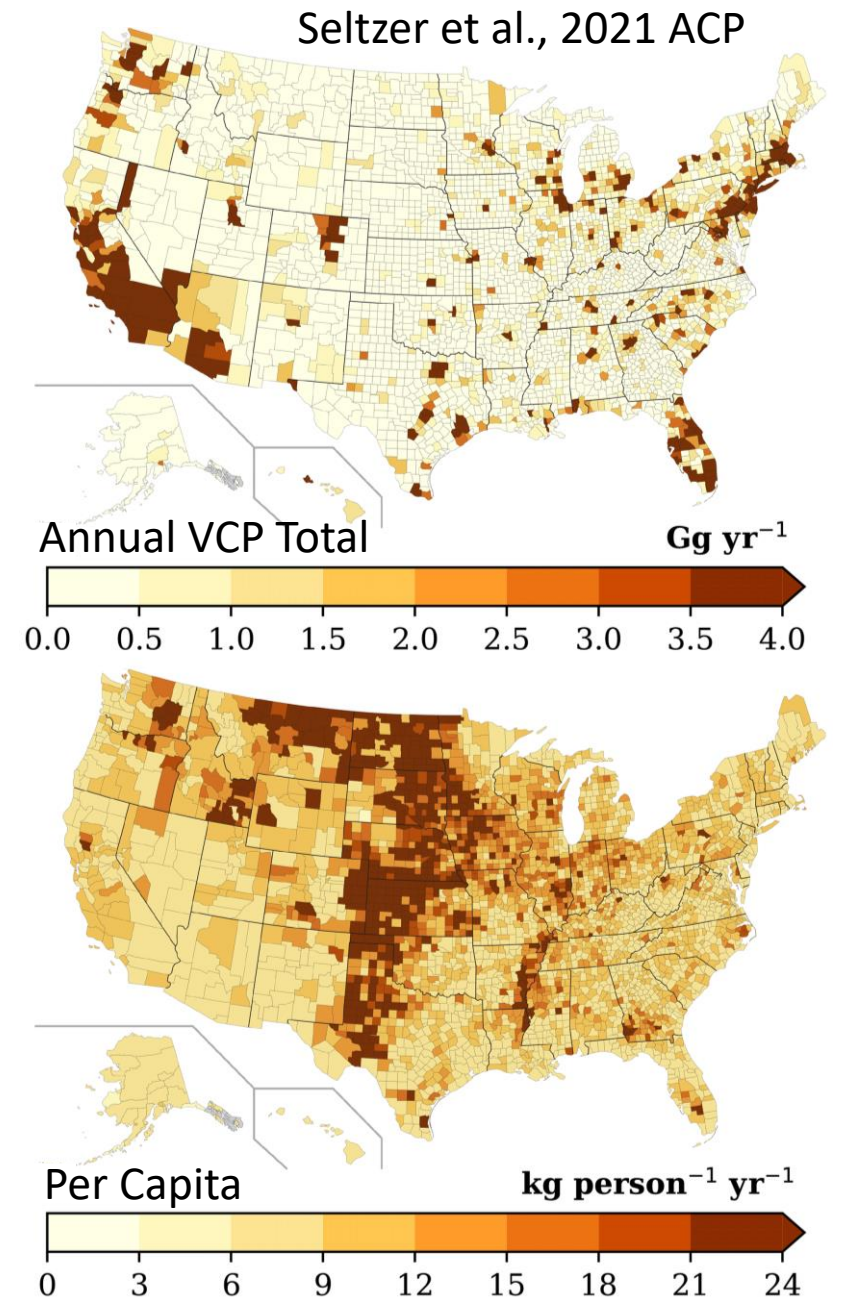 Seltzer et al., 2021 ACP
Annual VCP Total
Gg yr⁻¹
0.0 0.5 1.0 1.5 2.0 2.5 3.0 3.5 4.0
Per Capita
kg person⁻¹ yr⁻¹
0 3 6 9 12 15 18 21 24